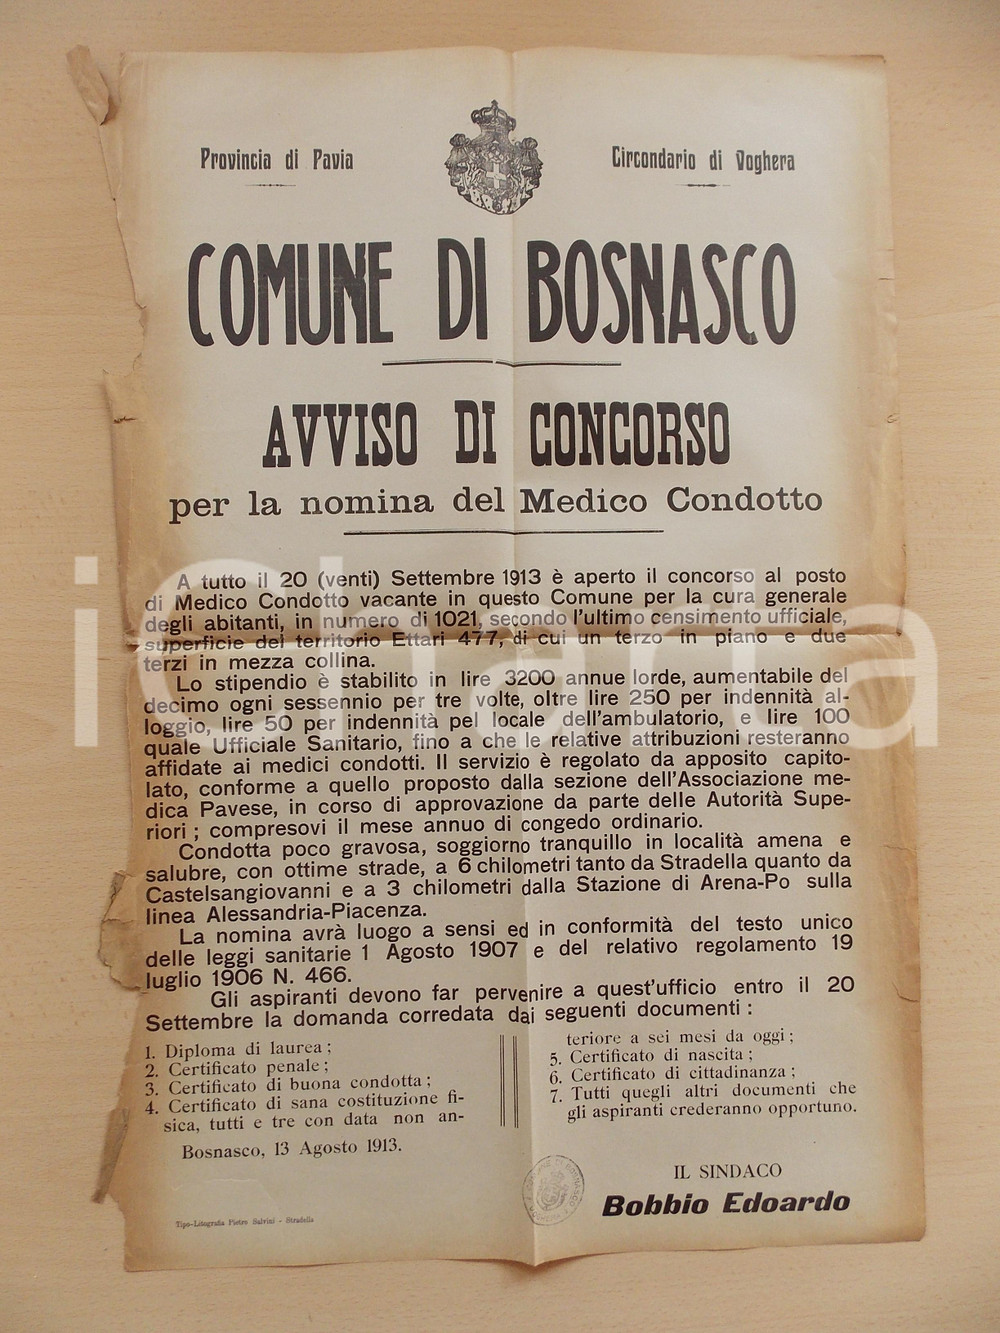 Provincia di Pavia
Circondario di Voghera
COMUNE DI BOSNASCO
AVVISO DI CONCORSO
per la nomina del Medico Condotto
A tutto il 20 (venti) Settembre 1913 è aperto il concorso al posto
di Medico Condotto vacante in questo Comune per la cura generale
degli abitanti, in numero di 1021, secondo l'ultimo censimento ufficiale,
superficie del territorio Ettari 477, di cui un terzo in piano e due
terzi in mezza collina.
Lo stipendio è stabilito in lire 3200 annue lorde, aumentabile del
decimo ogni sessennio per tre volte, oltre lire 250 per indennità al-
loggio, lire 50 per indennità pel locale dell'ambulatorio, e lire 100
quale Ufficiale Sanitario, fino a che le relative attribuzioni resteranno
affidate ai medici condotti. Il servizio è regolato da apposito capito-
lato, conforme a quello proposto dalla sezione dell'Associazione me-
dica Pavese, in corso di approvazione da parte delle Autorità Supe-
riori ; compresovi il mese annuo di congedo ordinario.
Condotta poco gravosa, soggiorno tranquillo in località amena e
salubre, con ottime strade, a 6 chilometri tanto da Stradella quanto da
Castelsangiovanni e a 3 chilometri dalla Stazione di Arena-Po sulla
linea Alessandria-Piacenza.
La nomina avrà luogo a sensi ed in conformità del testo unico
delle leggi sanitarie 1 Agosto 1907 e del relativo regolamento 19
luglio 1906 N. 466.
Gli aspiranti devono far pervenire a quest'ufficio entro il 20
Settembre la domanda corredata dai seguenti documenti :
1. Diploma di laurea ;
2. Certificato penale ;
3. Certificato di buona condotta ;
4. Certificato di sana costituzione fi-
sica, tutti e tre con data non an-
teriore a sei mesi da oggi ;
5. Certificato di nascita ;
6. Certificato di cittadinanza ;
7. Tutti quegli altri documenti che
gli aspiranti crederanno opportuno.
Bosnasco, 13 Agosto 1913.
IL SINDACO
Bobbio Edoardo
COMUNE DI BOSNASCO
Tipo-Litografia Pietro Salvini - Stradella
iCharta